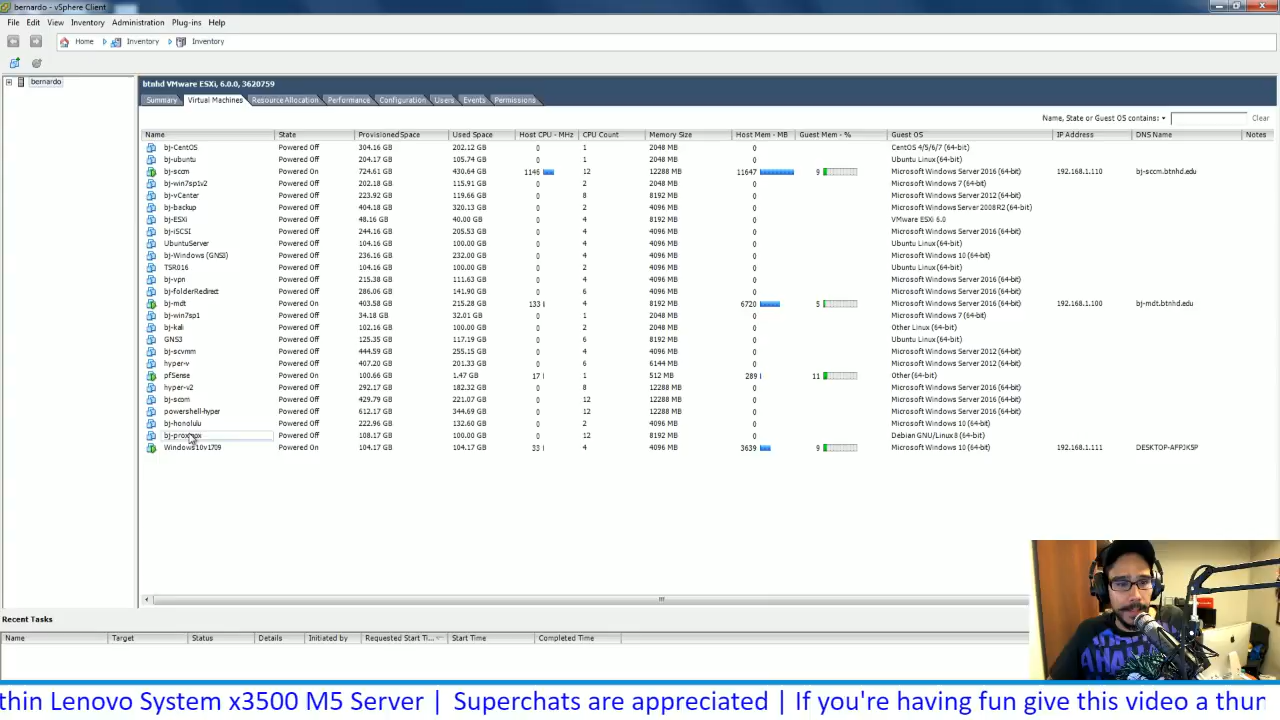 bernardo - vSphere Client
File Edit View Inventory Administration Plug-ins Help
Home Inventory Inventory
bernardo
btnhd VMware ESXi, 6.0.0, 3620759
Summary Virtual Machines Resource Allocation Performance Configuration Users Events Permissions
Name, State or Guest OS contains: Clear
Name State Provisioned Space Used Space Host CPU - MHz CPU Count Memory Size Host Mem - MB Guest Mem - % Guest OS IP Address DNS Name Notes
bj-CentOS Powered Off 304.16 GB 202.12 GB 0 1 2048 MB 0 CentOS 4/5/6/7 (64-bit)
bj-ubuntu Powered Off 204.17 GB 105.74 GB 0 1 2048 MB 0 Ubuntu Linux (64-bit)
bj-sccm Powered On 724.61 GB 430.64 GB 1146 12 12288 MB 11647 9 Microsoft Windows Server 2016 (64-bit) 192.168.1.110 bj-sccm.btnhd.edu
bj-win7sp1v2 Powered Off 202.18 GB 115.91 GB 0 2 2048 MB 0 Microsoft Windows 7 (64-bit)
bj-vCenter Powered Off 223.92 GB 119.66 GB 0 8 8192 MB 0 Microsoft Windows Server 2012 (64-bit)
bj-backup Powered Off 404.18 GB 320.13 GB 0 2 4096 MB 0 Microsoft Windows Server 2008 R2 (64-bit)
bj-ESXi Powered Off 48.16 GB 40.00 GB 0 4 8192 MB 0 VMware ESXi 6.0
bj-iSCSI Powered Off 244.16 GB 205.53 GB 0 4 4096 MB 0 Microsoft Windows Server 2016 (64-bit)
UbuntuServer Powered Off 104.16 GB 100.00 GB 0 4 4096 MB 0 Ubuntu Linux (64-bit)
bj-Windows (GNS3) Powered Off 236.16 GB 232.00 GB 0 4 4096 MB 0 Microsoft Windows 10 (64-bit)
TSR016 Powered Off 104.16 GB 100.00 GB 0 2 4096 MB 0 Ubuntu Linux (64-bit)
bj-vpn Powered Off 215.38 GB 111.63 GB 0 4 4096 MB 0 Microsoft Windows Server 2016 (64-bit)
bj-folderRedirect Powered Off 286.06 GB 141.90 GB 0 6 4096 MB 0 Microsoft Windows Server 2016 (64-bit)
bj-mdt Powered On 403.58 GB 215.28 GB 133 4 8192 MB 6720 5 Microsoft Windows Server 2016 (64-bit) 192.168.1.100 bj-mdt.btnhd.edu
bj-win7sp1 Powered Off 34.18 GB 32.01 GB 0 1 2048 MB 0 Microsoft Windows 7 (64-bit)
bj-kali Powered Off 102.16 GB 100.00 GB 0 2 2048 MB 0 Other Linux (64-bit)
GNS3 Powered Off 125.35 GB 117.19 GB 0 6 8192 MB 0 Ubuntu Linux (64-bit)
bj-scvmm Powered Off 444.59 GB 255.15 GB 0 4 4096 MB 0 Microsoft Windows Server 2012 (64-bit)
hyper-v Powered Off 407.20 GB 201.33 GB 0 6 6144 MB 0 Microsoft Windows Server 2012 (64-bit)
pfSense Powered On 100.66 GB 1.47 GB 17 1 512 MB 289 11 Other (64-bit)
hyper-v2 Powered Off 292.17 GB 182.32 GB 0 8 12288 MB 0 Microsoft Windows Server 2016 (64-bit)
bj-scom Powered Off 429.79 GB 221.07 GB 0 12 12288 MB 0 Microsoft Windows Server 2016 (64-bit)
powershell-hyper Powered Off 612.17 GB 344.69 GB 0 12 12288 MB 0 Microsoft Windows Server 2016 (64-bit)
bj-honolulu Powered Off 222.96 GB 132.60 GB 0 2 4096 MB 0 Microsoft Windows Server 2016 (64-bit)
Powered Off 108.17 GB 100.00 GB 0 12 8192 MB 0 Debian GNU/Linux 8 (64-bit)
Windows10v1709 Powered On 104.17 GB 104.17 GB 33 4 4096 MB 3639 9 Microsoft Windows 10 (64-bit) 192.168.1.111
Recent Tasks
Name Target Status Details Initiated by Requested Start Ti... Start Time Completed Time
thin Lenovo System x3500 M5 Server | Superchats are appreciated | If you're having fun give this video a thur